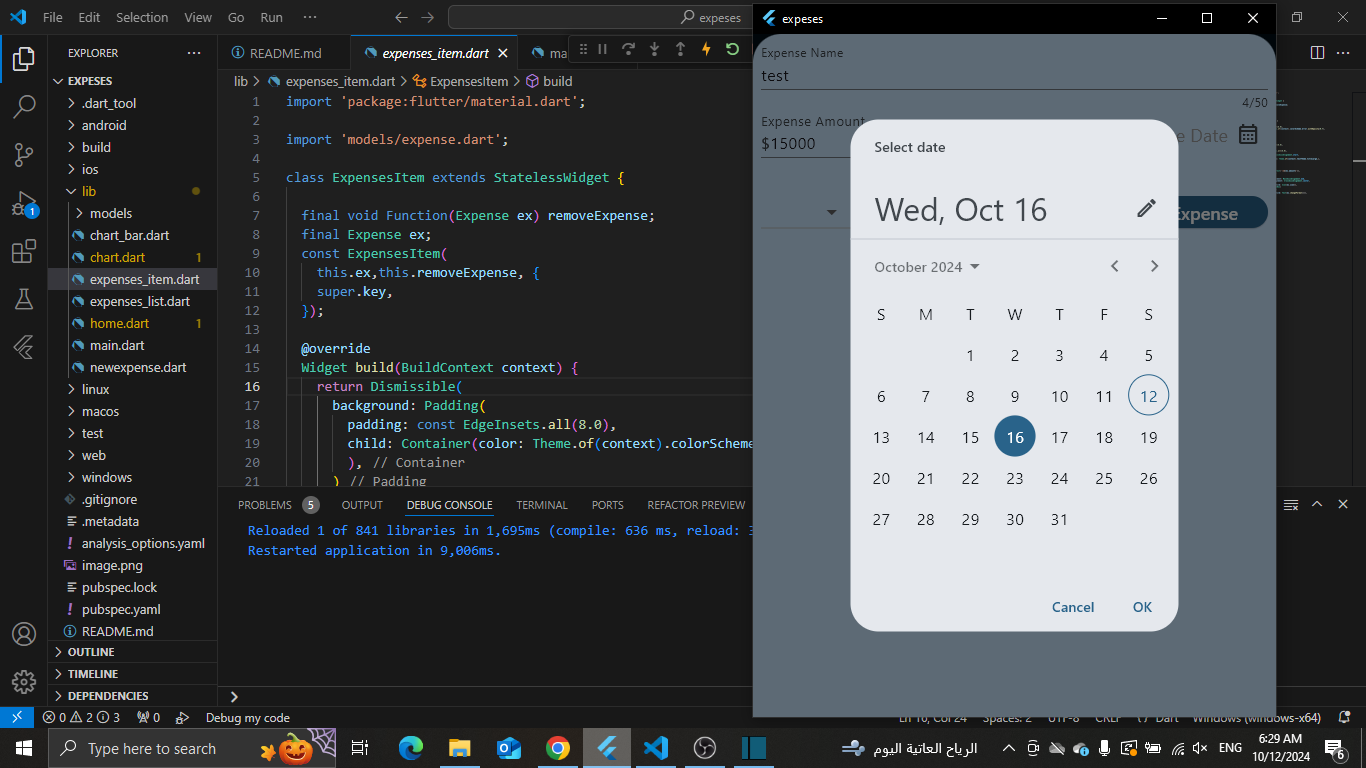 File Edit Selection View Go Run ··· expeses
EXPLORER ···
EXPESES
.dart_tool
android
build
ios
lib
models
chart_bar.dart
chart.dart 1
expenses_item.dart
expenses_list.dart
home.dart 1
main.dart
newexpense.dart
linux
macos
test
web
windows
.gitignore
.metadata
analysis_options.yaml
image.png
pubspec.lock
pubspec.yaml
README.md
OUTLINE
TIMELINE
DEPENDENCIES
1
README.md expenses_item.dart ma
lib > expenses_item.dart > ExpensesItem > build
1 import 'package:flutter/material.dart';
2
3 import 'models/expense.dart';
4
5 class ExpensesItem extends StatelessWidget {
6
7 final void Function(Expense ex) removeExpense;
8 final Expense ex;
9 const ExpensesItem(
10 this.ex,this.removeExpense, {
11 super.key,
12 });
13
14 @override
15 Widget build(BuildContext context) {
16 return Dismissible(
17 background: Padding(
18 padding: const EdgeInsets.all(8.0),
19 child: Container(color: Theme.of(context).colorScheme
20 ), // Container
21 ) // Padding
PROBLEMS 5 OUTPUT DEBUG CONSOLE TERMINAL PORTS REFACTOR PREVIEW
Reloaded 1 of 841 libraries in 1,695ms (compile: 636 ms, reload: 3
Restarted application in 9,006ms.
expeses
Expense Name
test
4/50
Expense Amount
$15000
Date
Expense
Select date
Wed, Oct 16
October 2024
S M T W T F S
1 2 3 4 5
6 7 8 9 10 11 12
13 14 15 16 17 18 19
20 21 22 23 24 25 26
27 28 29 30 31
Cancel OK
0 2 3 0 Debug my code
Ln 16, Col 24 Spaces: 2 UTF-8 CRLF {} Dart Windows (windows-x64)
Type here to search
الرياح العاتية اليوم
ENG
6:29 AM
10/12/2024
6